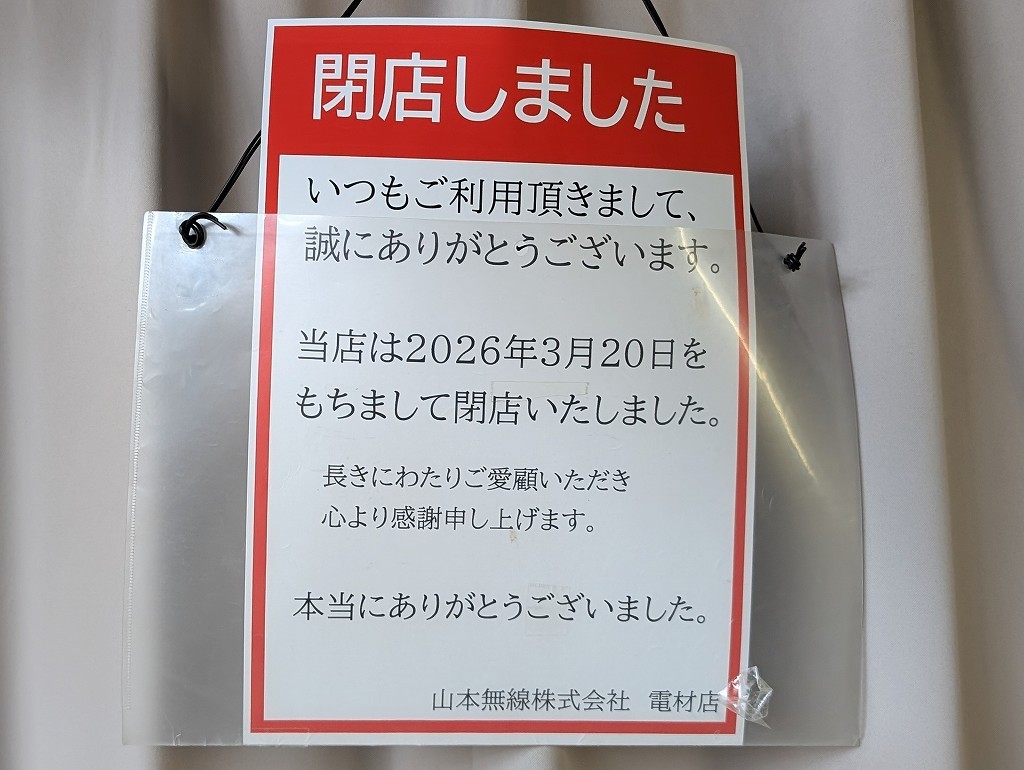 閉店しました
いつもご利用頂きまして、
誠にありがとうございます。
当店は2026年3月20日を
もちまして閉店いたしました。
長きにわたりご愛顧いただき
心より感謝申し上げます。
本当にありがとうございました。
山本無線株式会社 電材店